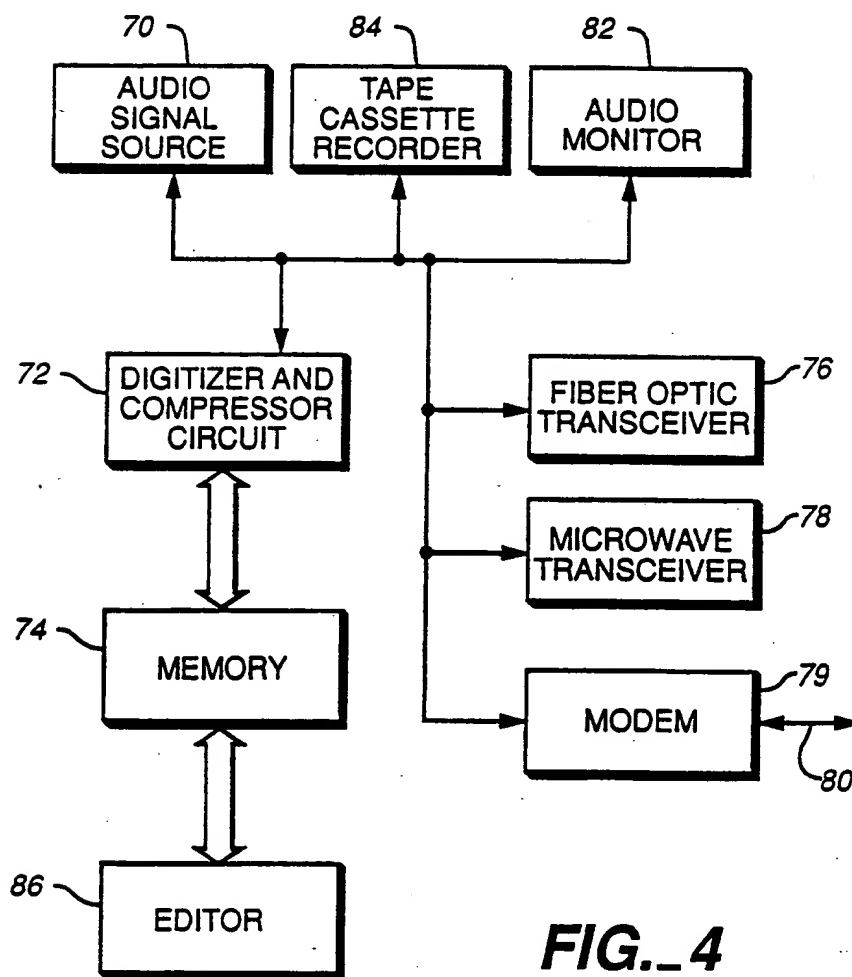 70
84
82
AUDIO
SIGNAL
SOURCE
TAPE
CASSETTE
RECORDER
AUDIO
MONITOR
72
DIGITIZER AND
COMPRESSOR
CIRCUIT
76
FIBER OPTIC
TRANSCEIVER
78
MICROWAVE
TRANSCEIVER
74
MEMORY
79
MODEM
80
86
EDITOR
FIG._4